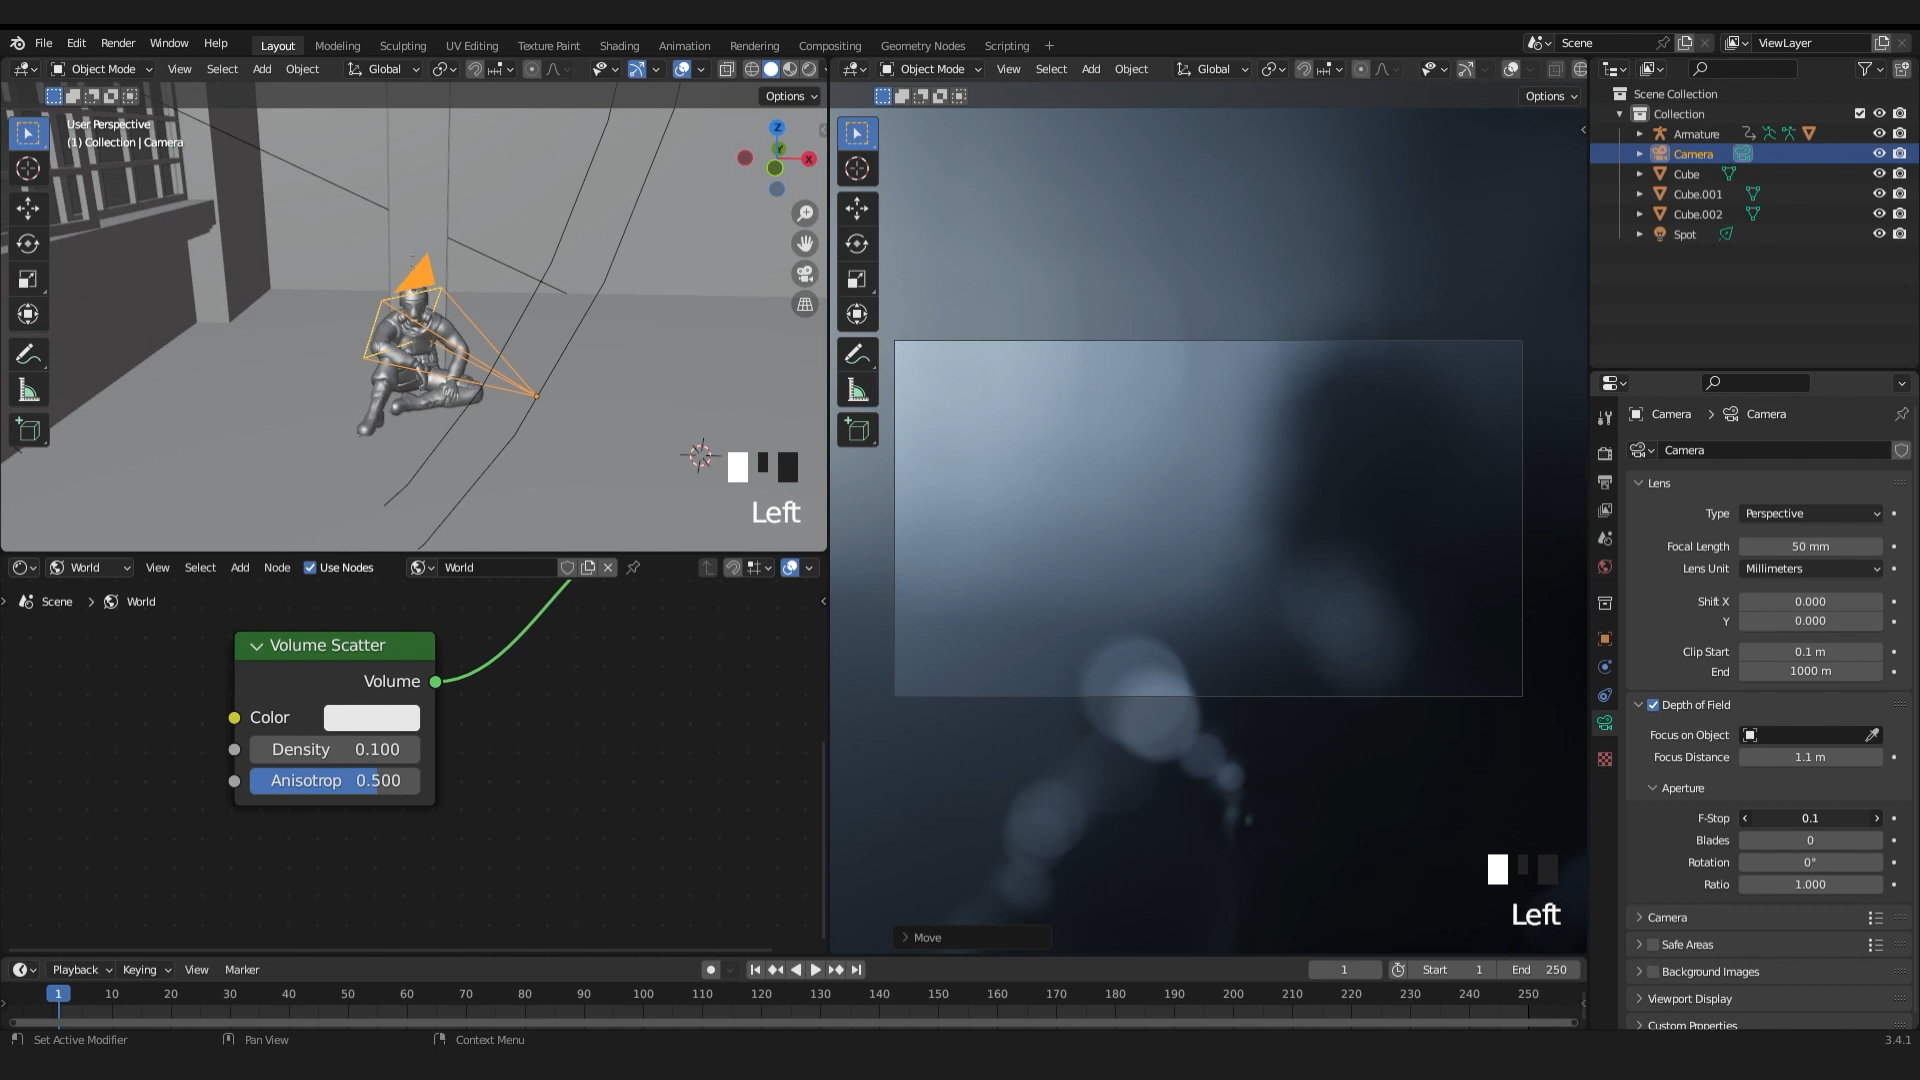 File Edit Render Window Help Layout Modeling Sculpting UV Editing Texture Paint Shading Animation Rendering Compositing Geometry Nodes Scripting + Scene ViewLayer
Object Mode View Select Add Object Global
Object Mode View Select Add Object Global
Options
Options
User Perspective
(1) Collection | Camera
Z
Y
X
Left
Scene Collection
Collection
Armature
Camera
Cube
Cube.001
Cube.002
Spot
World View Select Add Node Use Nodes World
Scene > World
Volume Scatter
Volume
Color
Density 0.100
Anisotrop 0.500
Left
Move
Camera > Camera
Camera
Lens
Type Perspective
Focal Length 50 mm
Lens Unit Millimeters
Shift X 0.000
Y 0.000
Clip Start 0.1 m
End 1000 m
Depth of Field
Focus on Object
Focus Distance 1.1 m
Aperture
F-Stop 0.1
Blades 0
Rotation 0°
Ratio 1.000
Camera
Safe Areas
Background Images
Viewport Display
Custom Properties
Playback Keying View Marker 1 Start 1 End 250
1 10 20 30 40 50 60 70 80 90 100 110 120 130 140 150 160 170 180 190 200 210 220 230 240 250
Set Active Modifier Pan View Context Menu 3.4.1